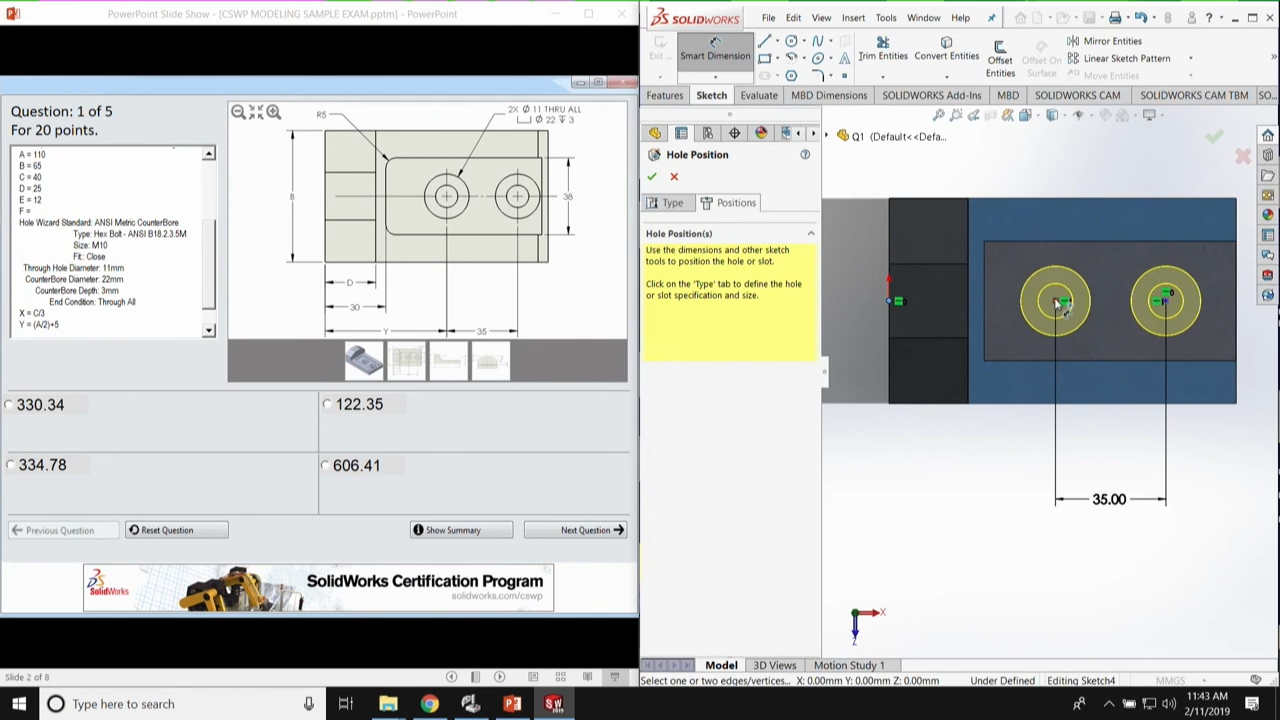 PowerPoint Slide Show - [CSWP MODELING SAMPLE EXAM.pptm] - PowerPoint
Question: 1 of 5
For 20 points.
A = 110
B = 65
C = 40
D = 25
E = 12
F =
Hole Wizard Standard: ANSI Metric CounterBore
Type: Hex Bolt - ANSI B18.2.3.5M
Size: M10
Fit: Close
Through Hole Diameter: 11mm
CounterBore Diameter: 22mm
CounterBore Depth: 3mm
End Condition: Through All
X = C/3
Y = (A/2)+5
R5
2X Ø 11 THRU ALL
⌴ Ø 22 ↧ 3
B
38
D
30
Y
35
330.34
122.35
334.78
606.41
Previous Question
Reset Question
Show Summary
Next Question
SolidWorks
SolidWorks Certification Program
solidworks.com/cswp
Slide 2 of 8
SOLIDWORKS
File Edit View Insert Tools Window Help
Exit ...
Smart Dimension
Trim Entities
Convert Entities
Offset Entities
Offset On Surface
Mirror Entities
Linear Sketch Pattern
Move Entities
Features Sketch Evaluate MBD Dimensions SOLIDWORKS Add-Ins MBD SOLIDWORKS CAM SOLIDWORKS CAM TBM SO...
Q1 (Default<<Defa...
Hole Position
Type Positions
Hole Position(s)
Use the dimensions and other sketch
tools to position the hole or slot.
Click on the 'Type' tab to define the
hole or slot specification and size.
35.00
X
Z
Model 3D Views Motion Study 1
Select one or two edges/vertices... X: 0.00mm Y: 0.00mm Z: 0.00mm Under Defined Editing Sketch4 MMGS
Type here to search
11:43 AM
2/11/2019